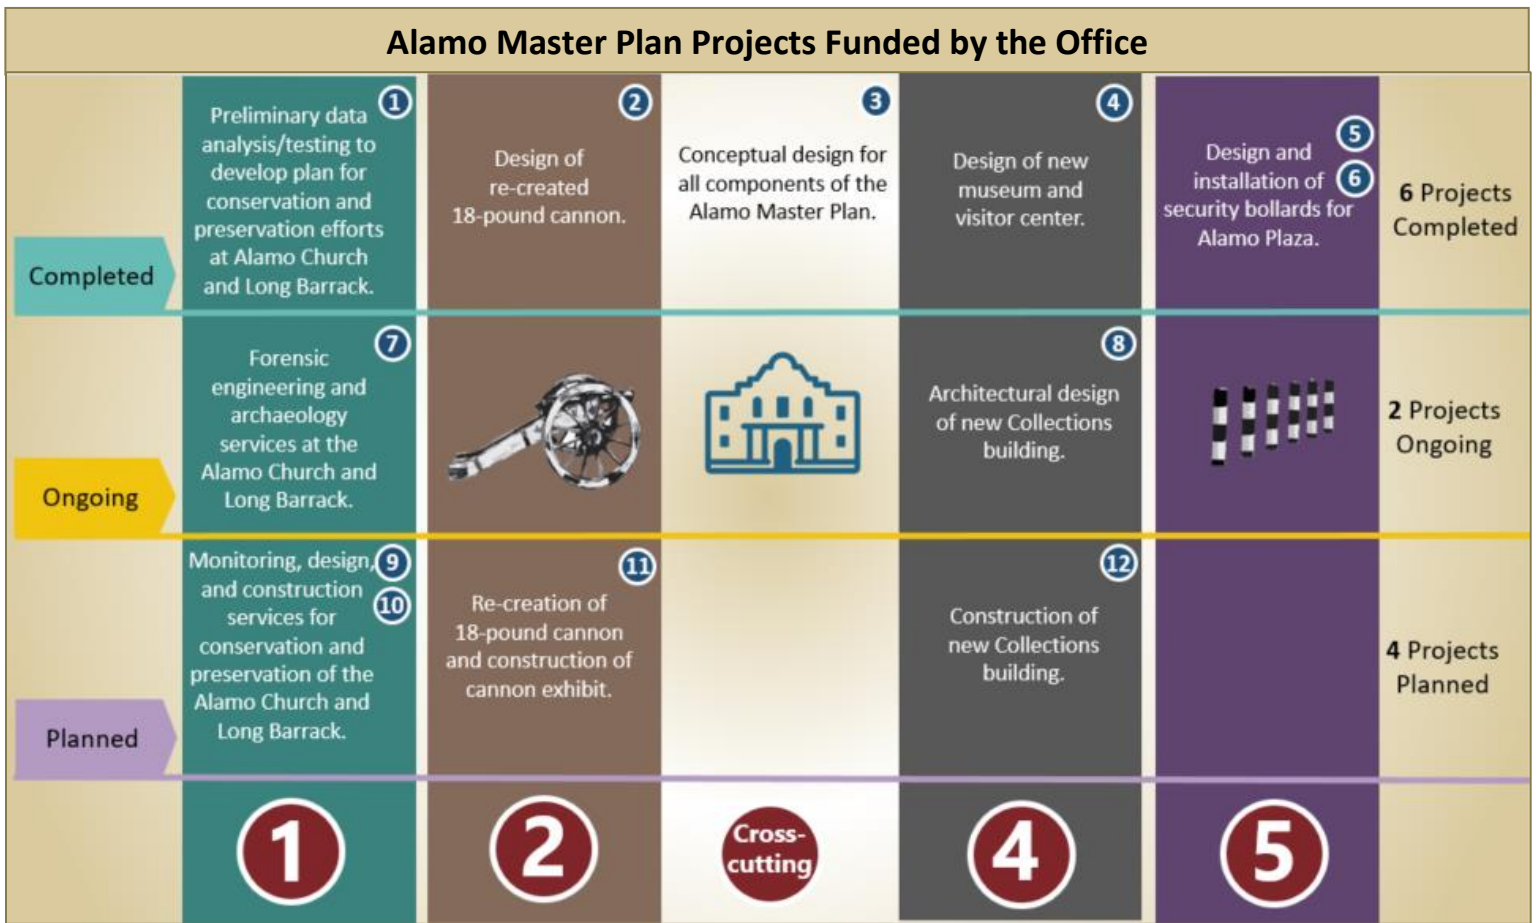 Alamo Master Plan Projects Funded by the Office
Completed
1
Preliminary data
analysis/testing to
develop plan for
conservation and
preservation efforts
at Alamo Church
and Long Barrack.
2
Design of
re-created
18-pound cannon.
3
Conceptual design for
all components of the
Alamo Master Plan.
4
Design of new
museum and
visitor center.
5
6
Design and
installation of
security bollards for
Alamo Plaza.
6 Projects
Completed
Ongoing
7
Forensic
engineering and
archaeology
services at the
Alamo Church and
Long Barrack.
8
Architectural design
of new Collections
building.
2 Projects
Ongoing
Planned
9
10
Monitoring, design,
and construction
services for
conservation and
preservation of the
Alamo Church and
Long Barrack.
11
Re-creation of
18-pound cannon
and construction of
cannon exhibit.
12
Construction of
new Collections
building.
4 Projects
Planned
1
2
Cross-
cutting
4
5